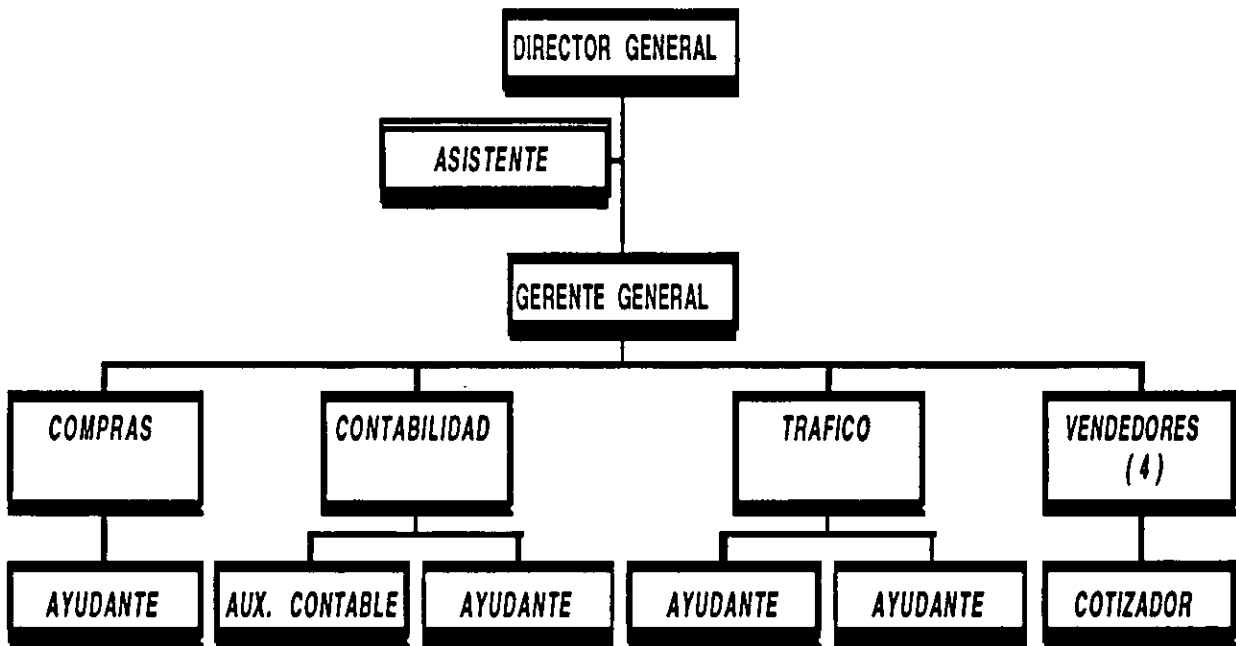 DIRECTOR GENERAL
ASISTENTE
GERENTE GENERAL
COMPRAS
CONTABILIDAD
TRAFICO
VENDEDORES
(4)
AYUDANTE
AUX. CONTABLE
AYUDANTE
AYUDANTE
AYUDANTE
COTIZADOR